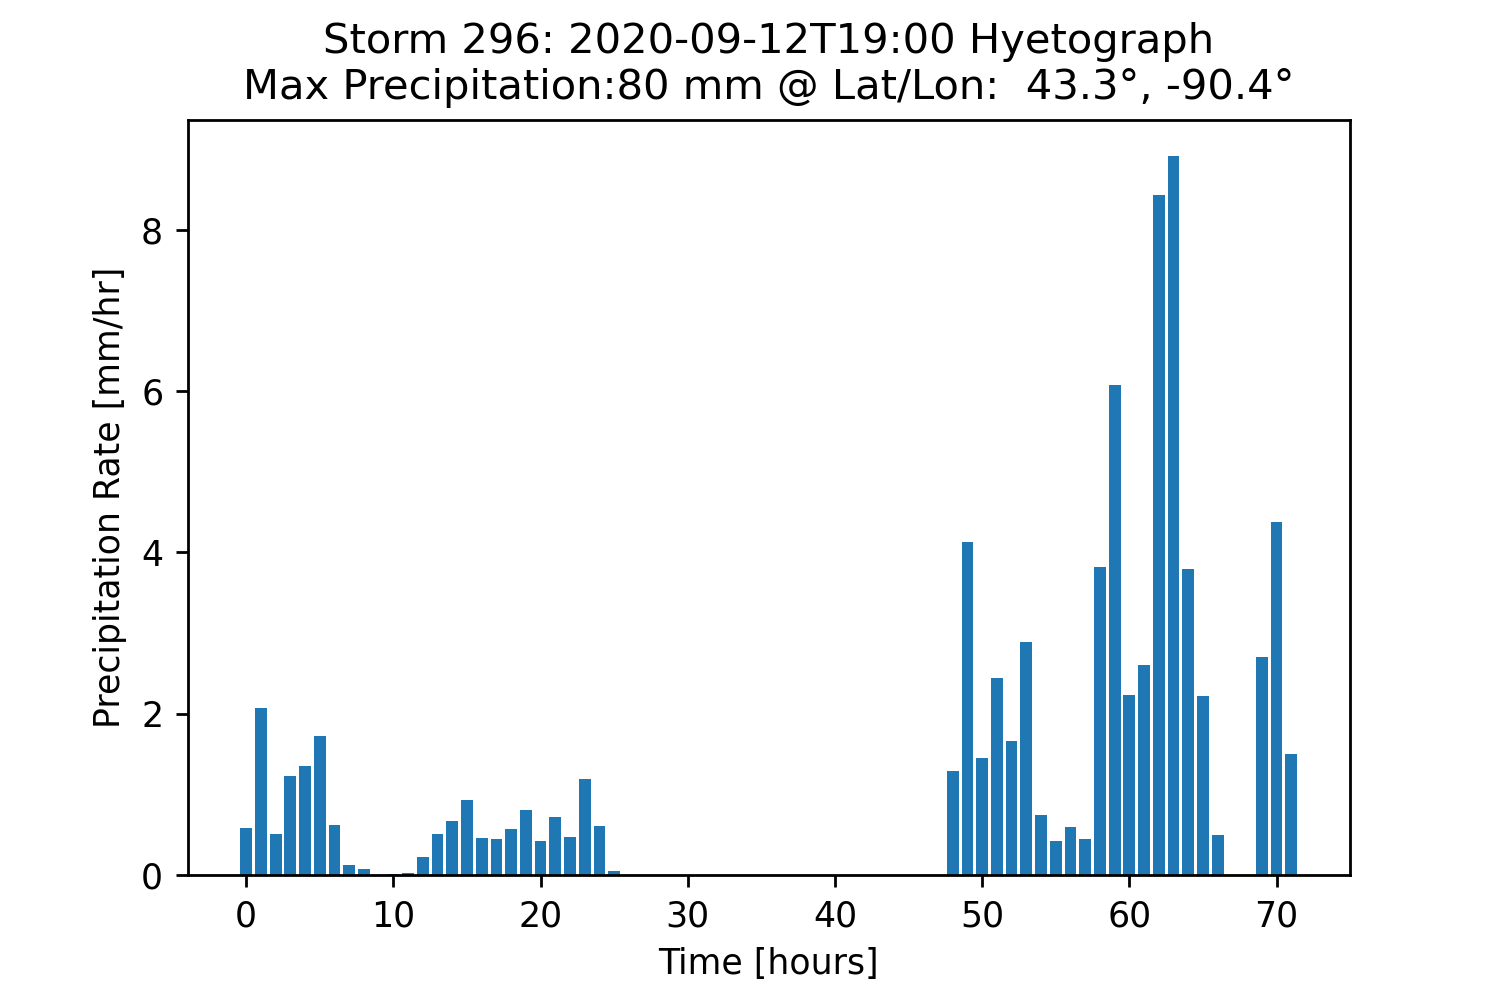 Storm 296: 2020-09-12T19:00 Hyetograph
Max Precipitation:80 mm @ Lat/Lon:  43.3°, -90.4°
Precipitation Rate [mm/hr]
8
6
4
2
0
0 10 20 30 40 50 60 70
Time [hours]